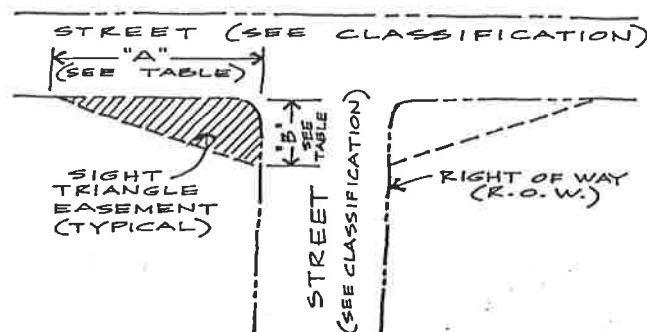 STREET (SEE CLASSIFICATION)
"A"
(SEE TABLE)
"B"
SEE
TABLE
SIGHT
TRIANGLE
EASEMENT
(TYPICAL)
STREET
(SEE CLASSIFICATION)
RIGHT OF WAY
(R.O.W.)